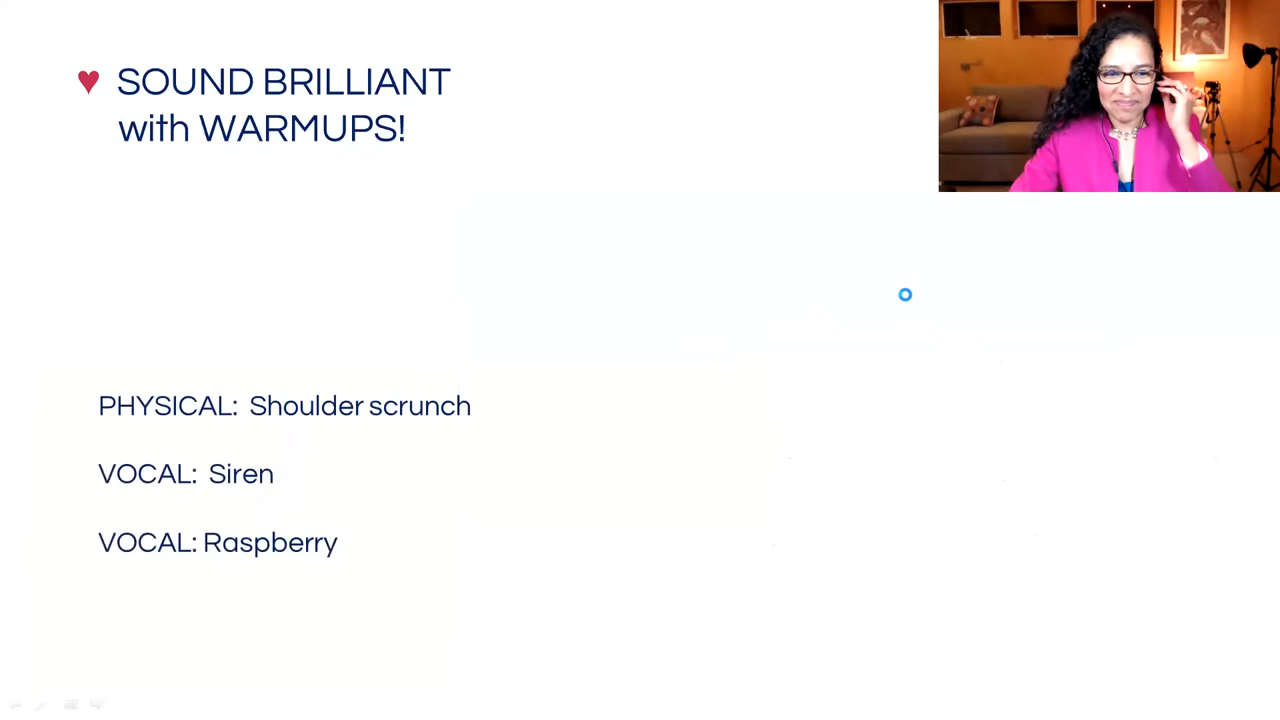 ♥ SOUND BRILLIANT
with WARMUPS!
PHYSICAL: Shoulder scrunch
VOCAL: Siren
VOCAL: Raspberry